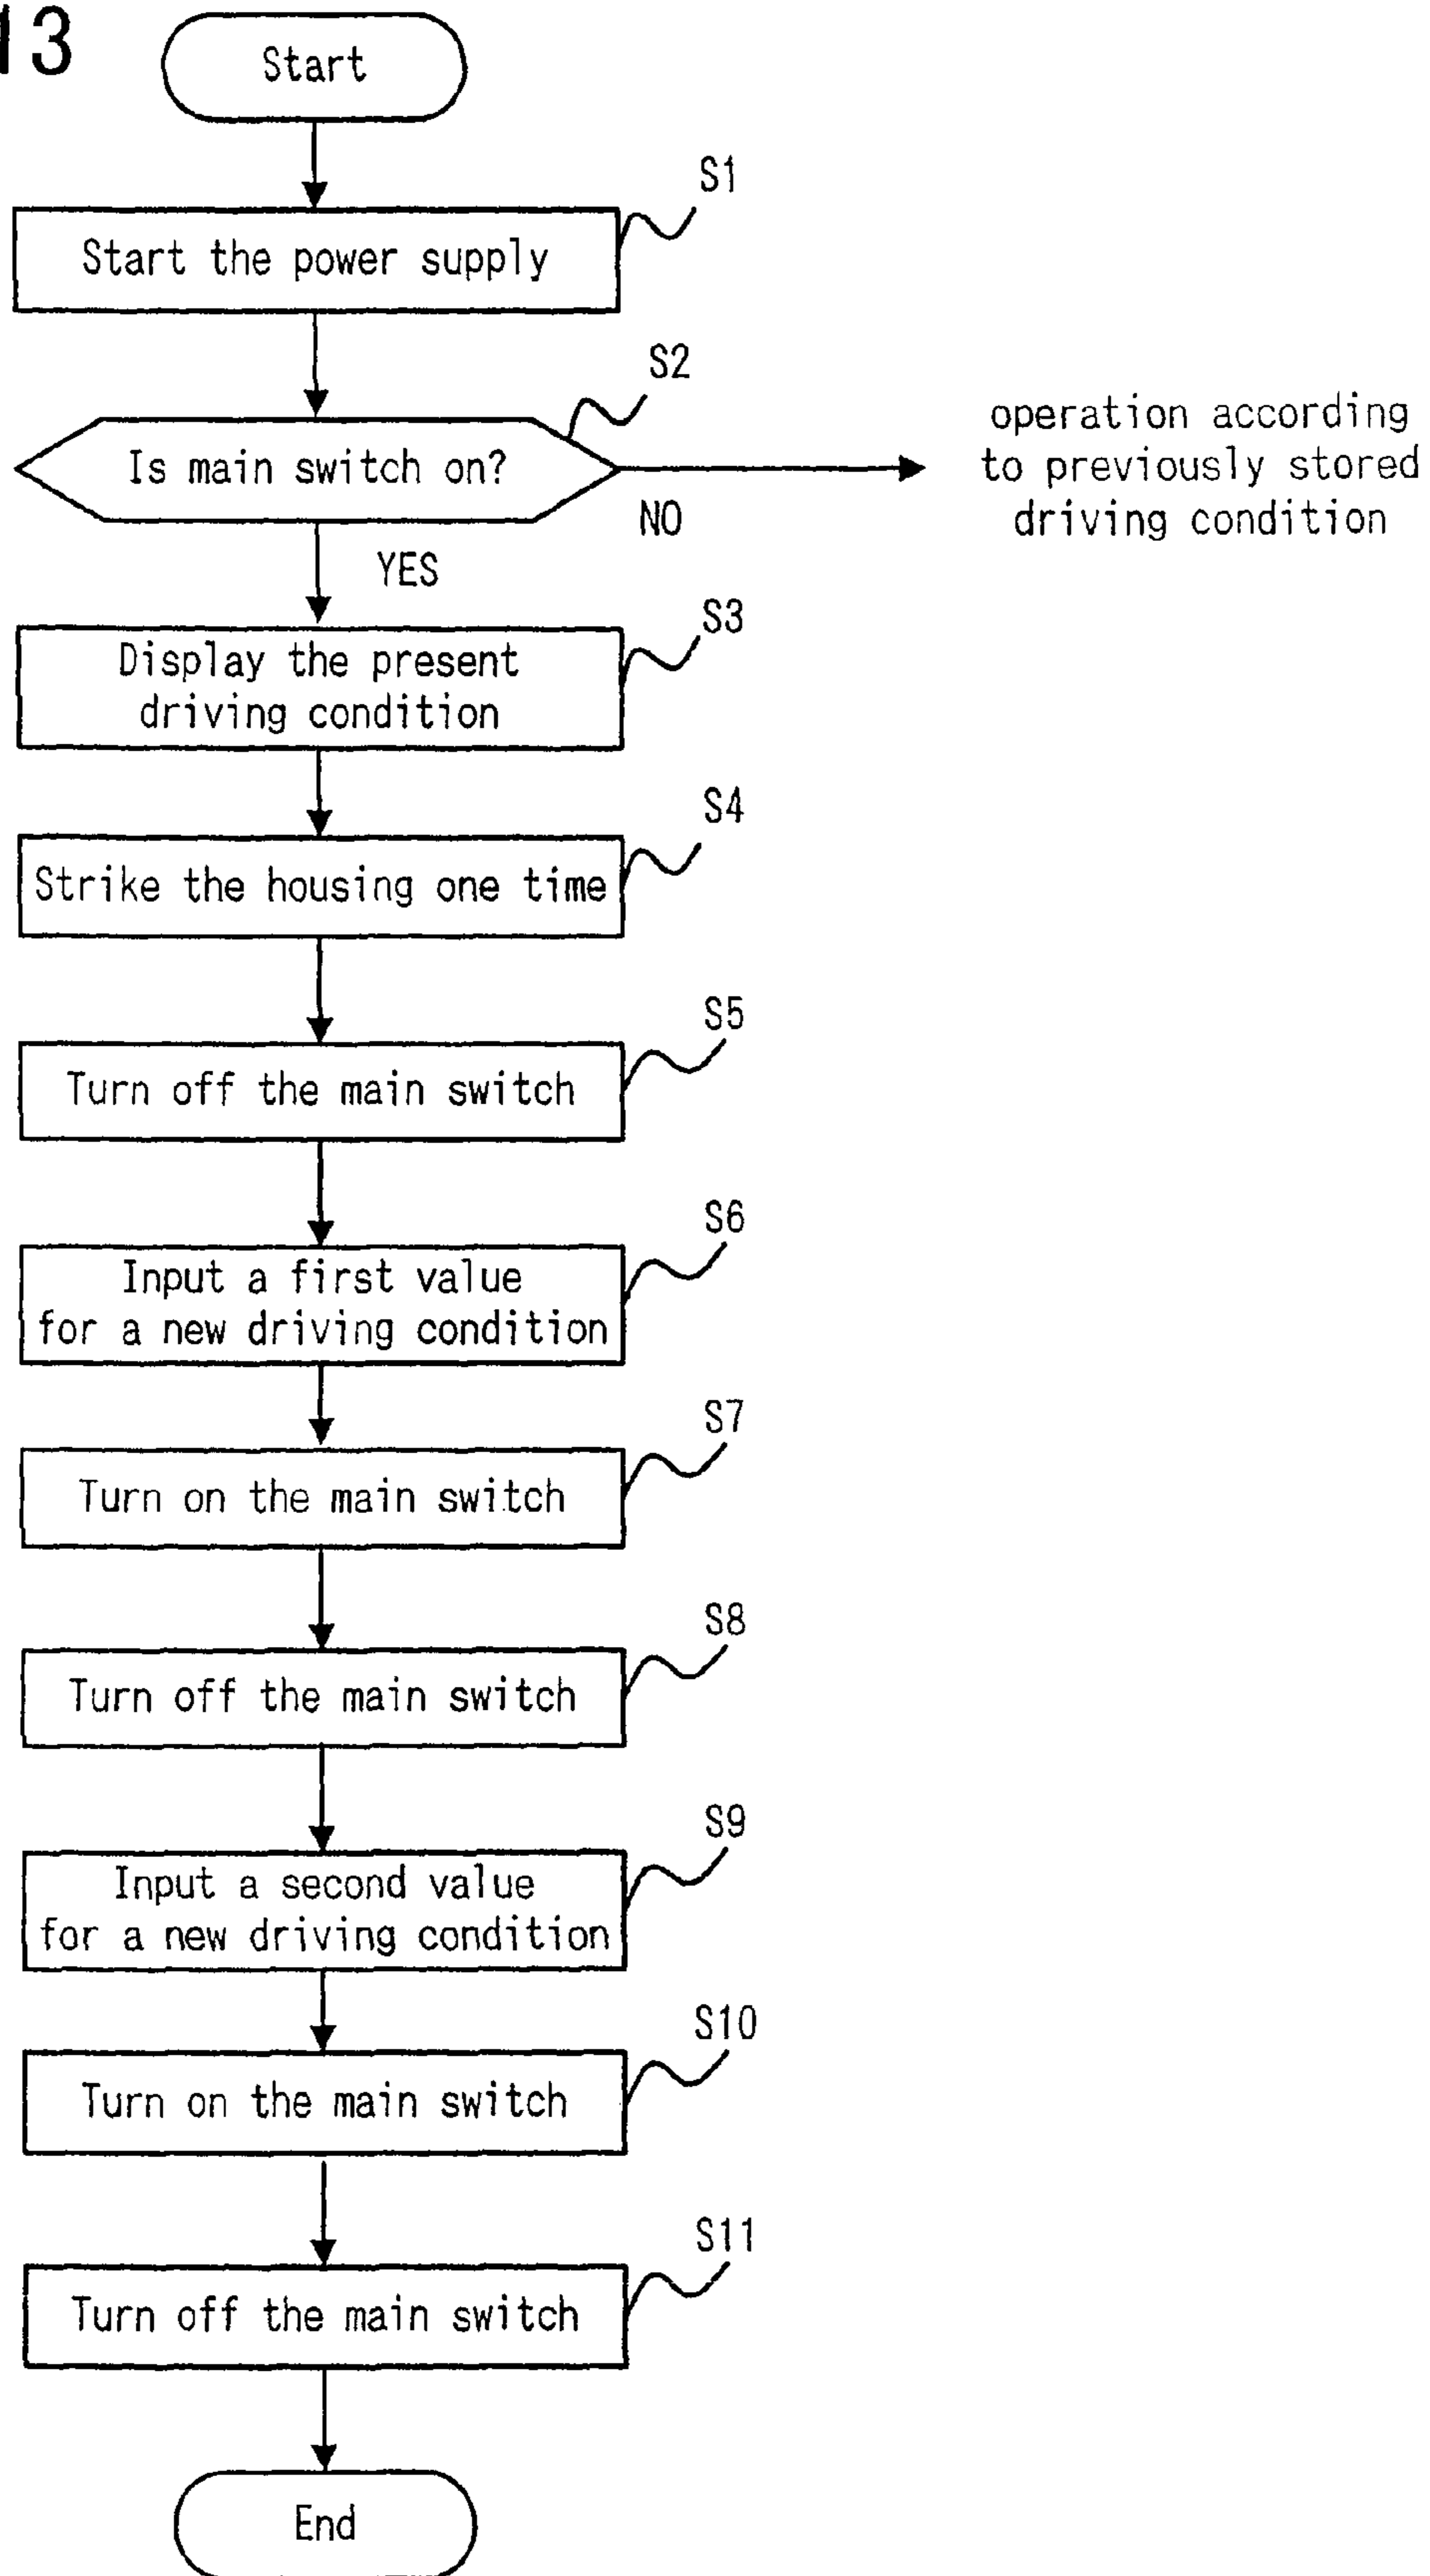 13
Start
S1
Start the power supply
S2
Is main switch on?
operation according
to previously stored
driving condition
NO
YES
S3
Display the present
driving condition
S4
Strike the housing one time
S5
Turn off the main switch
S6
Input a first value
for a new driving condition
S7
Turn on the main switch
S8
Turn off the main switch
S9
Input a second value
for a new driving condition
S10
Turn on the main switch
S11
Turn off the main switch
End